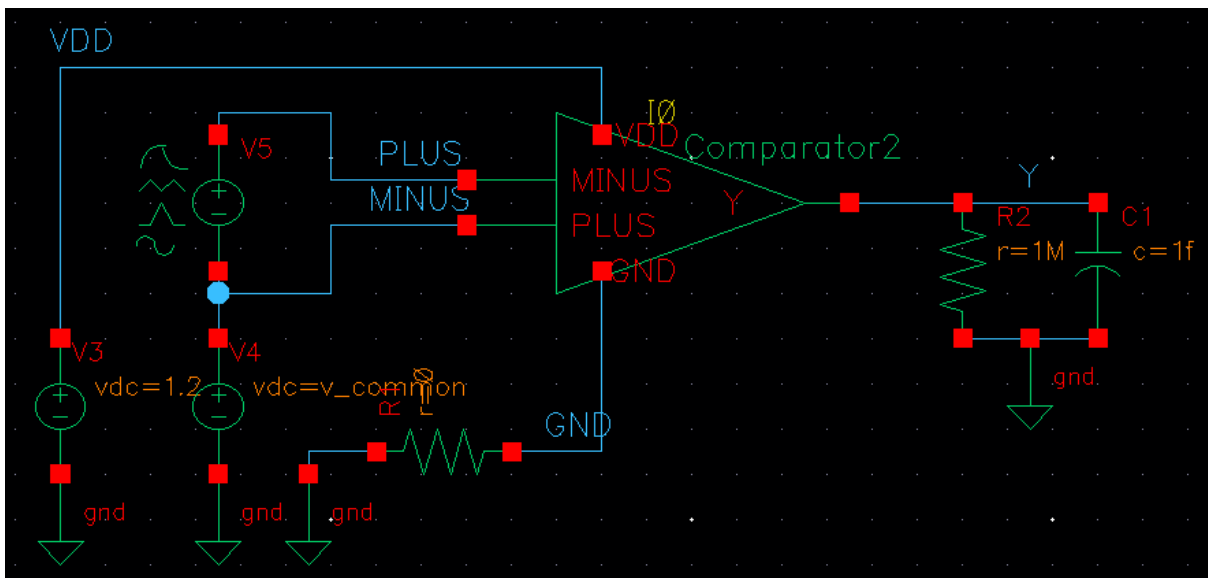 VDD
IØ
V5
VDD
Comparator2
PLUS
MINUS
MINUS
PLUS
Y
Y
R2
C1
r=1M
c=1f
GND
V3
V4
vdc=1.2
vdc=v_common
gnd
GND
gnd
gnd
gnd